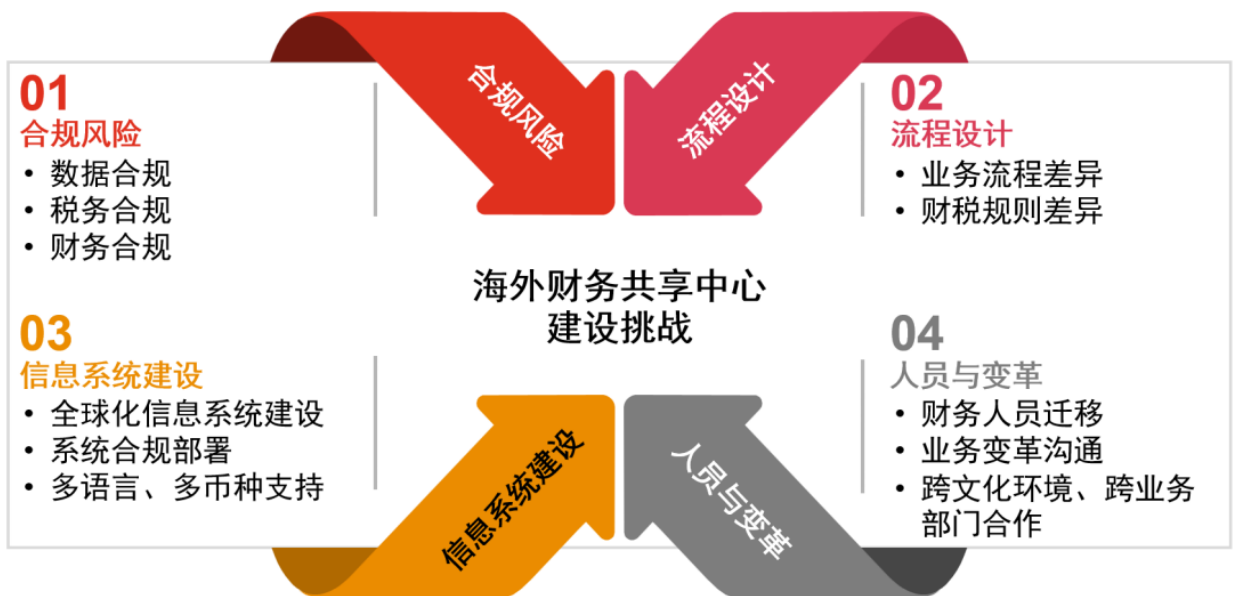 合规风险
流程设计
01
合规风险
• 数据合规
• 税务合规
• 财务合规
02
流程设计
• 业务流程差异
• 财税规则差异
海外财务共享中心
建设挑战
03
信息系统建设
• 全球化信息系统建设
• 系统合规部署
• 多语言、多币种支持
04
人员与变革
• 财务人员迁移
• 业务变革沟通
• 跨文化环境、跨业务
部门合作
信息系统建设
人员与变革